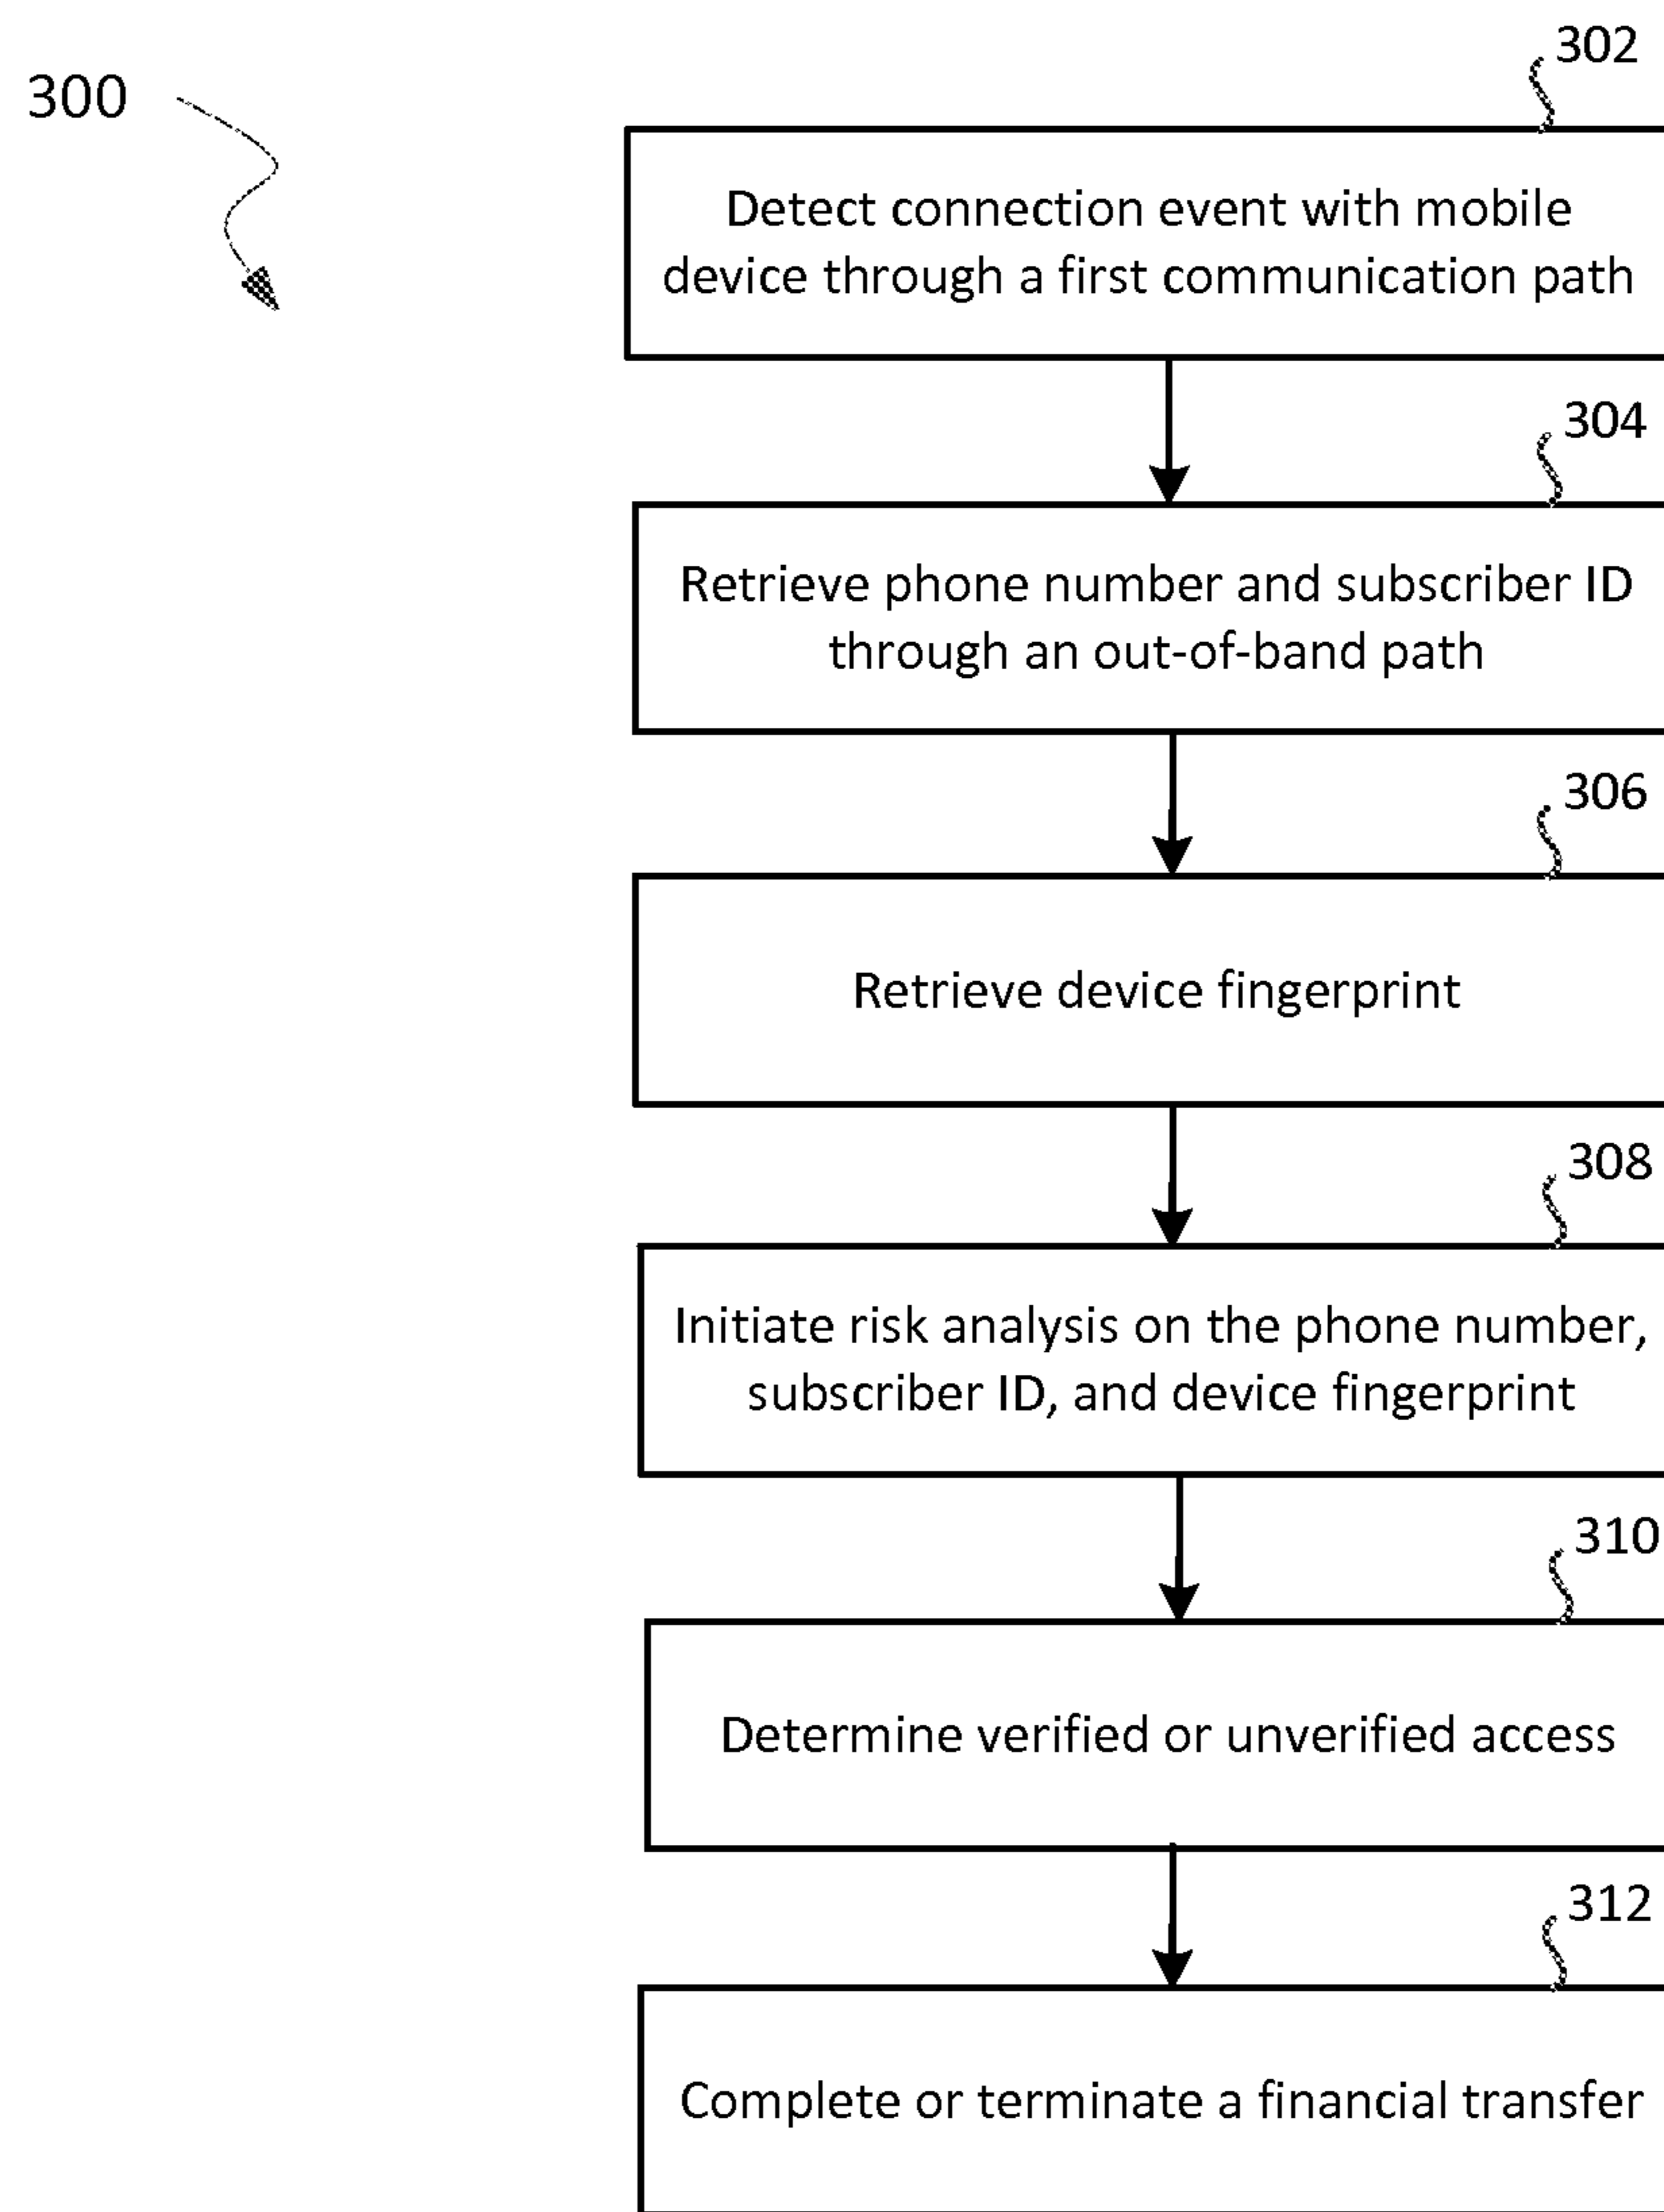 300
302
Detect connection event with mobile
device through a first communication path
304
Retrieve phone number and subscriber ID
through an out-of-band path
306
Retrieve device fingerprint
308
Initiate risk analysis on the phone number,
subscriber ID, and device fingerprint
310
Determine verified or unverified access
312
Complete or terminate a financial transfer